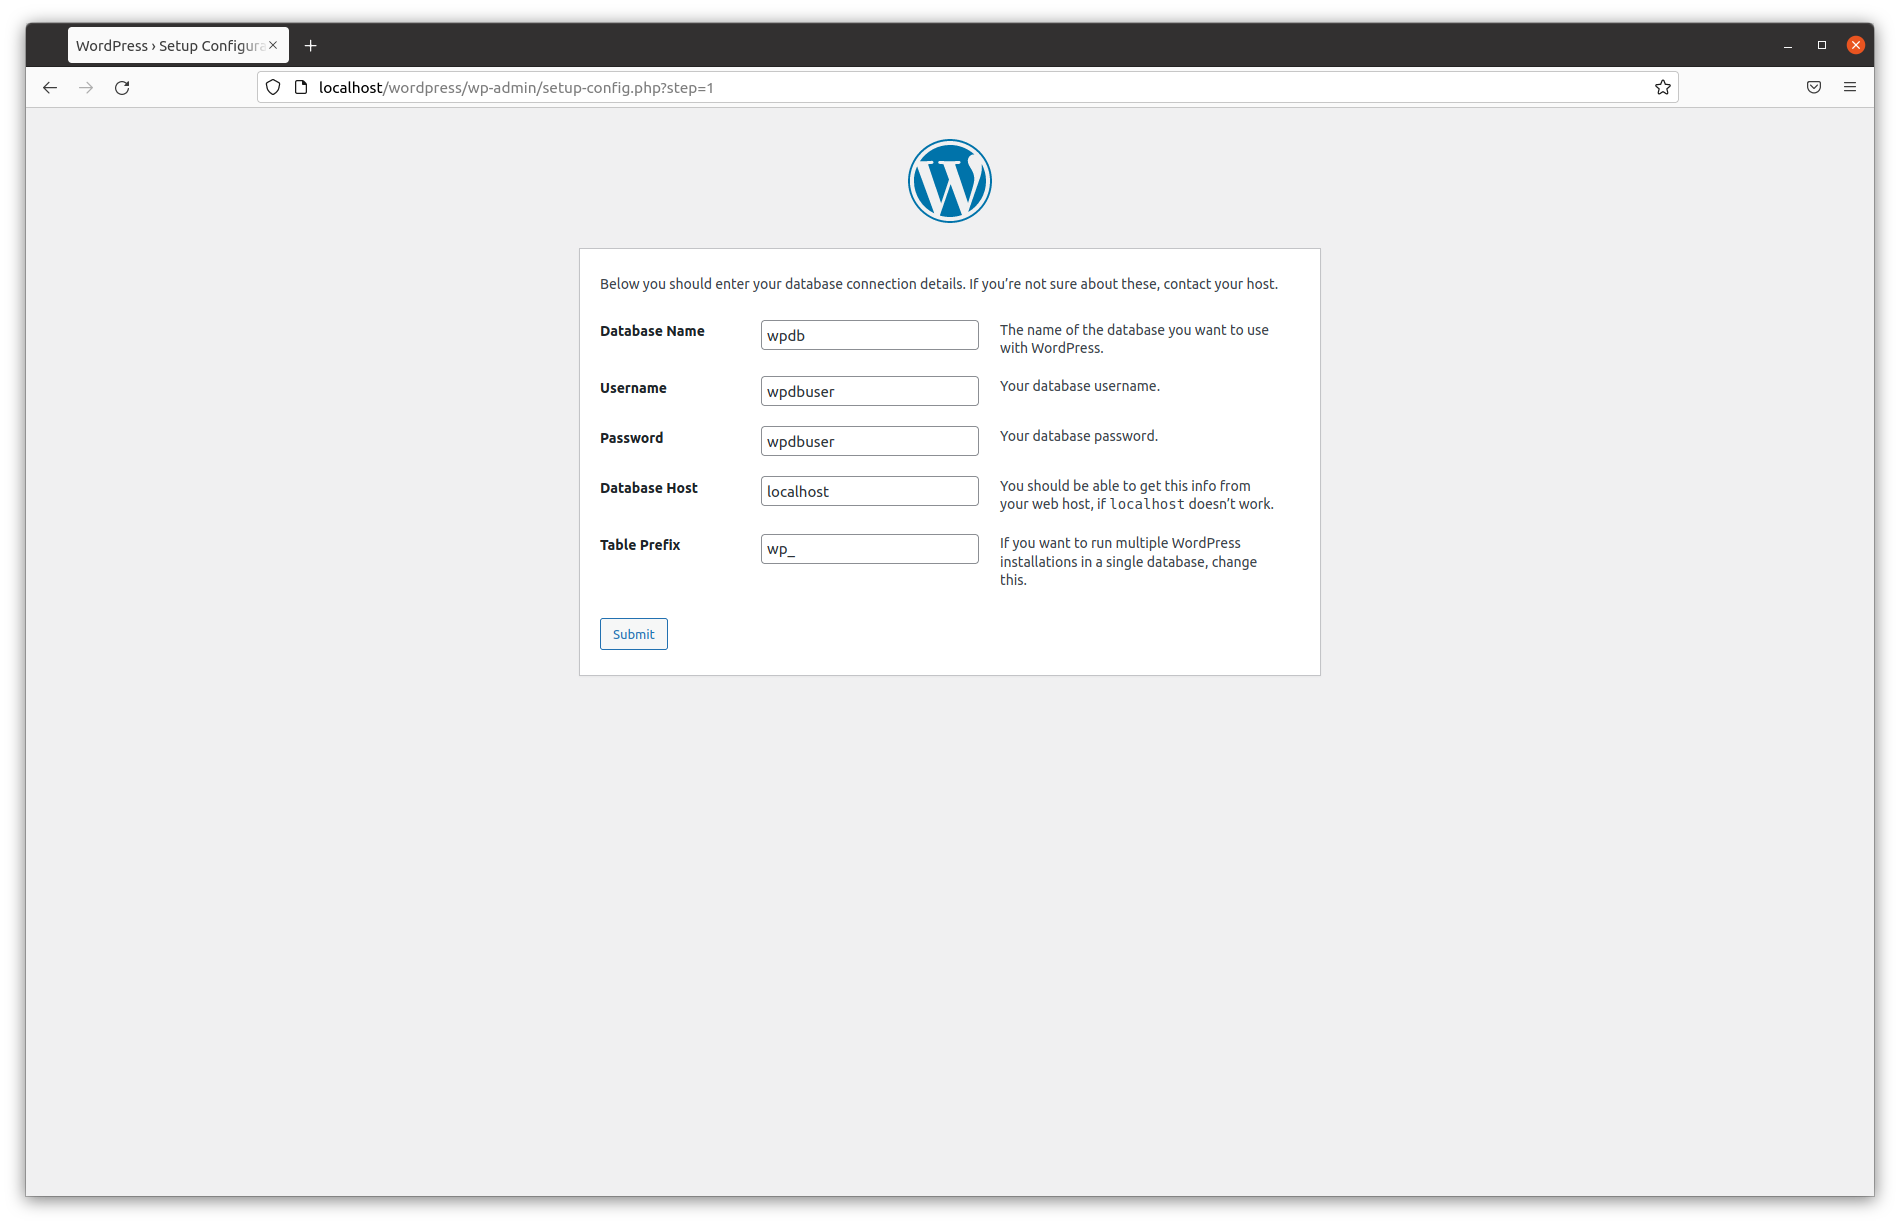 WordPress › Setup Configura
localhost/wordpress/wp-admin/setup-config.php?step=1
W
Below you should enter your database connection details. If you’re not sure about these, contact your host.
Database Name
wpdb
The name of the database you want to use
with WordPress.
Username
wpdbuser
Your database username.
Password
wpdbuser
Your database password.
Database Host
localhost
You should be able to get this info from
your web host, if localhost doesn’t work.
Table Prefix
wp_
If you want to run multiple WordPress
installations in a single database, change
this.
Submit